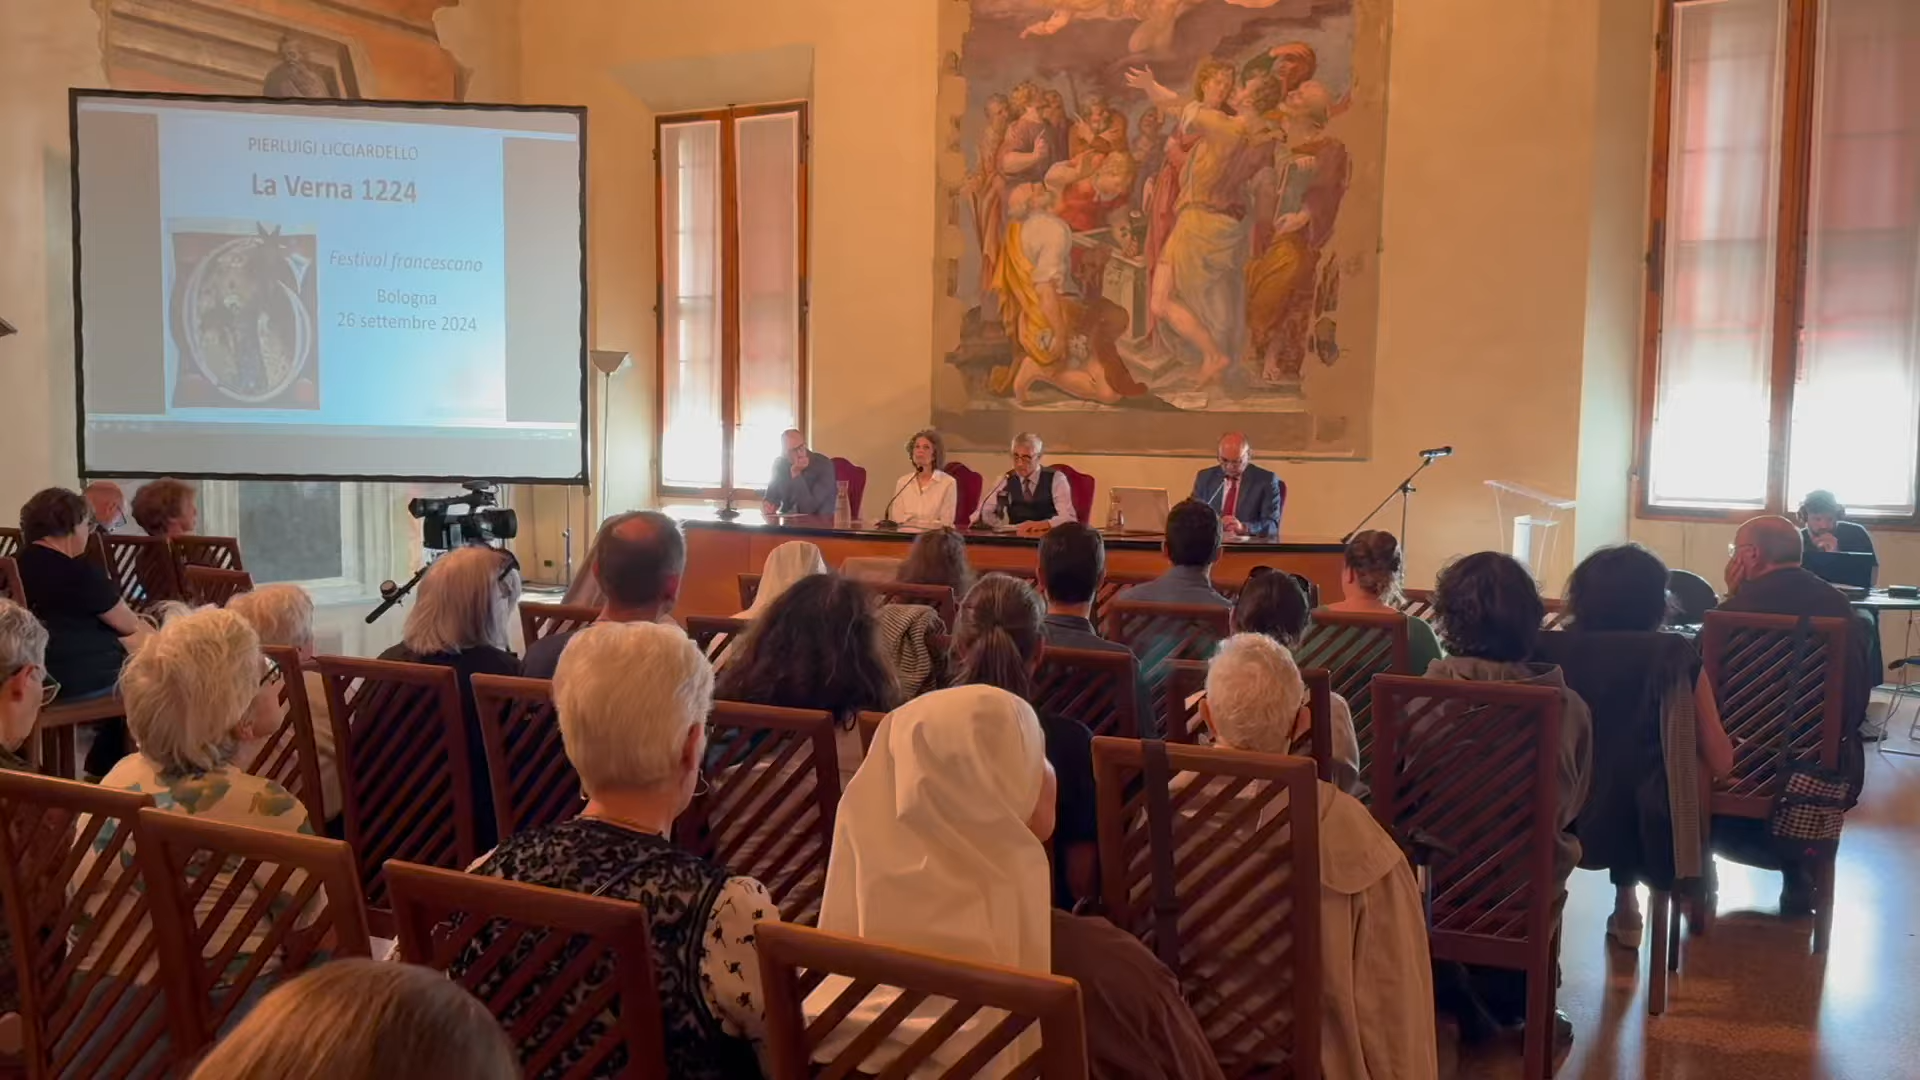 PIERLUIGI LICCIARDELLO
La Verna 1224
Festival francescano
Bologna
26 settembre 2024